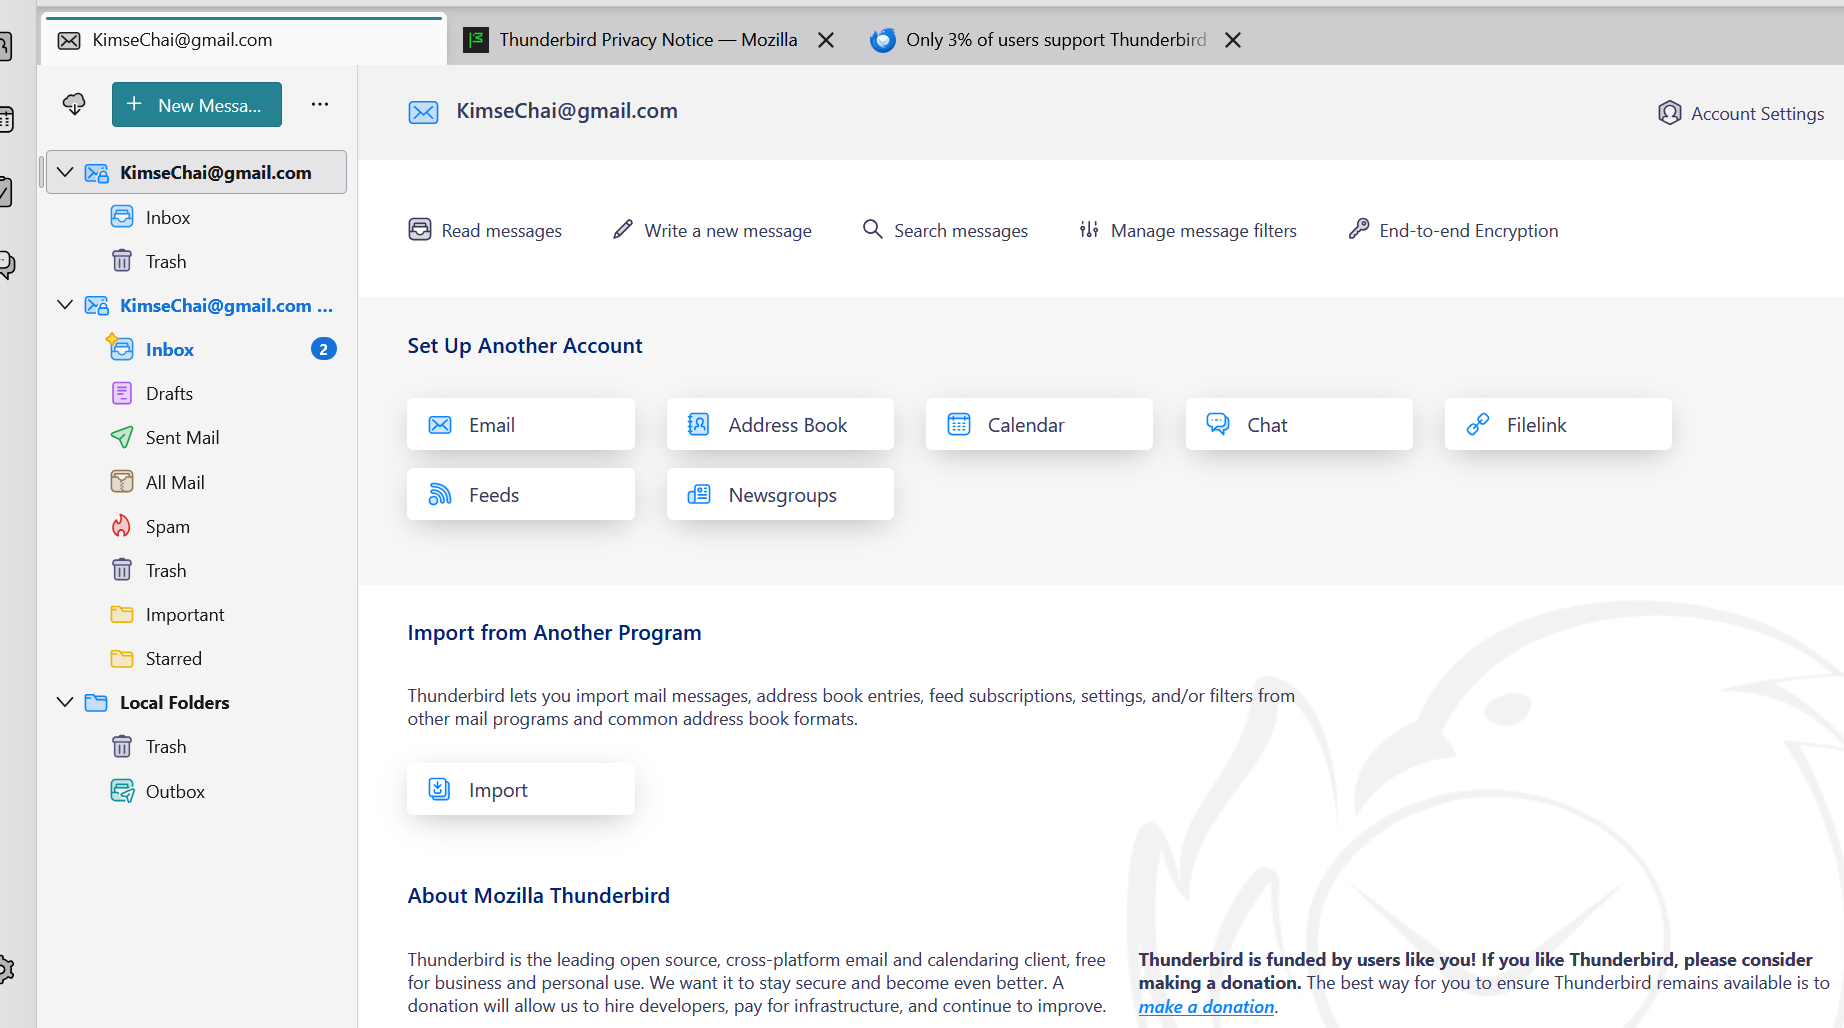 KimseChai@gmail.com
Thunderbird Privacy Notice — Mozilla
Only 3% of users support Thunderbird
New Messa...
KimseChai@gmail.com
Inbox
Trash
KimseChai@gmail.com ...
Inbox
2
Drafts
Sent Mail
All Mail
Spam
Trash
Important
Starred
Local Folders
Trash
Outbox
KimseChai@gmail.com
Account Settings
Read messages
Write a new message
Search messages
Manage message filters
End-to-end Encryption
Set Up Another Account
Email
Address Book
Calendar
Chat
Filelink
Feeds
Newsgroups
Import from Another Program
Thunderbird lets you import mail messages, address book entries, feed subscriptions, settings, and/or filters from
other mail programs and common address book formats.
Import
About Mozilla Thunderbird
Thunderbird is the leading open source, cross-platform email and calendaring client, free
for business and personal use. We want it to stay secure and become even better. A
donation will allow us to hire developers, pay for infrastructure, and continue to improve.
Thunderbird is funded by users like you! If you like Thunderbird, please consider
making a donation. The best way for you to ensure Thunderbird remains available is to
make a donation.